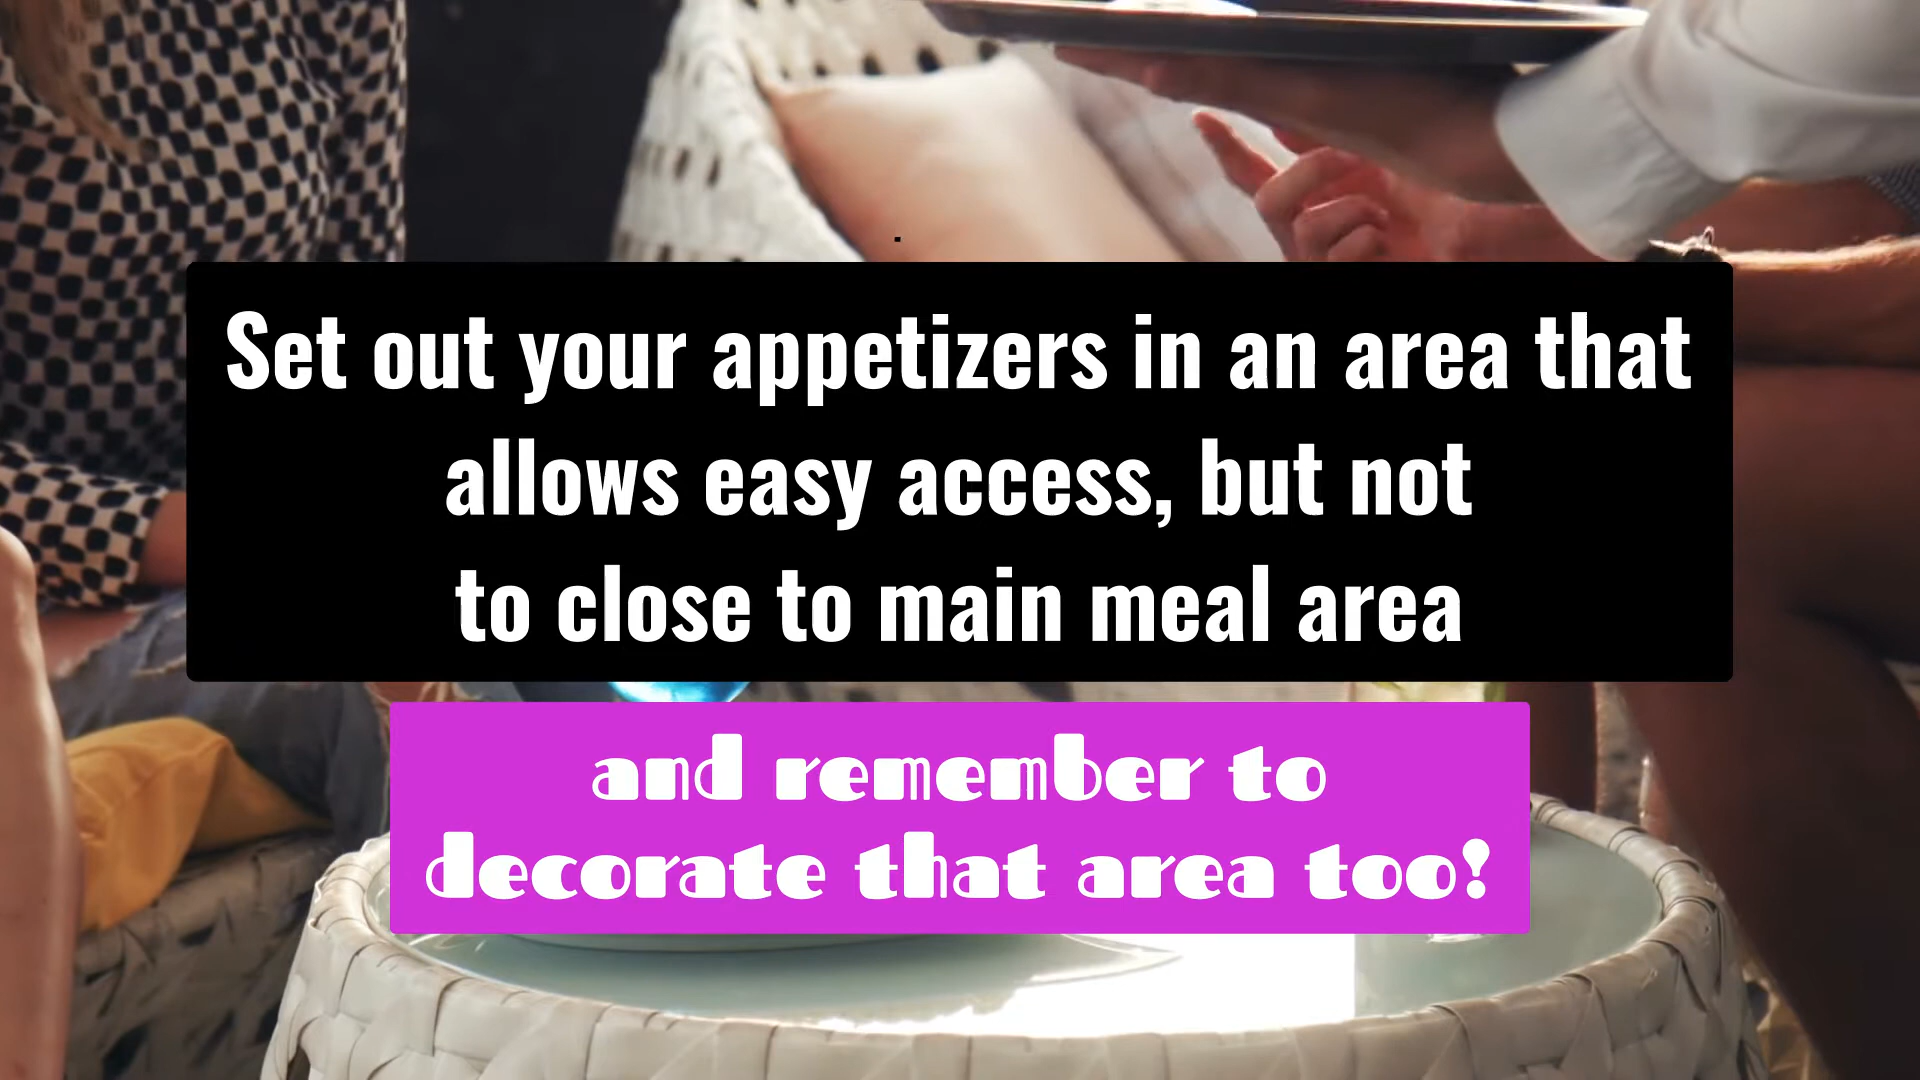 Set out your appetizers in an area that
allows easy access, but not
to close to main meal area
and remember to
decorate that area too!